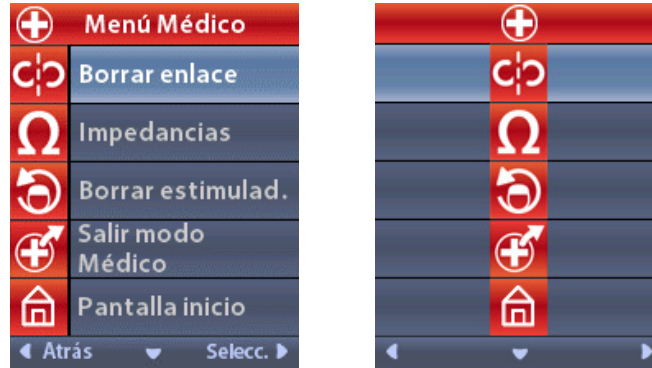 Menú Médico
Borrar enlace
Impedancias
Borrar estimulad.
Salir modo
Médico
Pantalla inicio
Atrás Selecc.